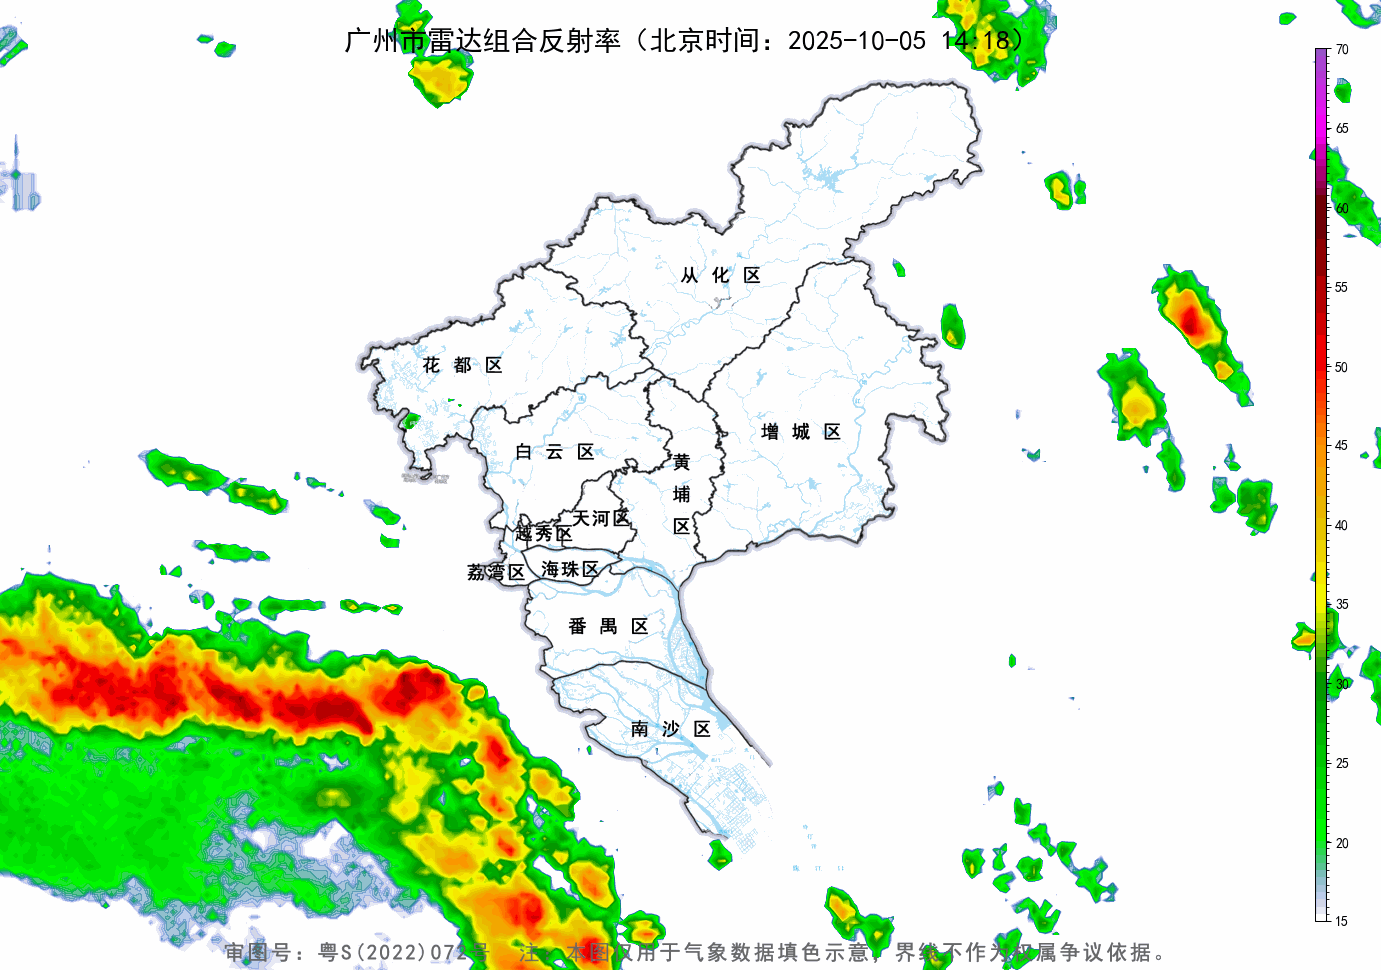 广州市雷达组合反射率（北京时间：2025-10-05 14:18）
70
65
60
55
50
45
40
35
30
25
20
15
从化区
花都区
增城区
白云区
黄埔区
天河区
越秀区
海珠区
荔湾区
番禺区
南沙区
审图号：粤S(2022)072号 注：本图仅用于气象数据填色示意，界线不作为权属争议依据。